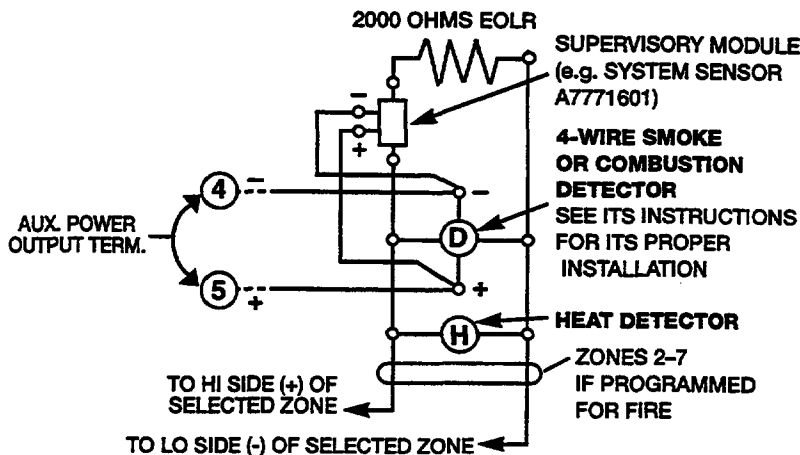 2000 OHMS EOLR
SUPERVISORY MODULE
(e.g. SYSTEM SENSOR
A7771601)
–
+
4-WIRE SMOKE
OR COMBUSTION
DETECTOR
SEE ITS INSTRUCTIONS
FOR ITS PROPER
INSTALLATION
4
–
–
D
AUX. POWER
OUTPUT TERM.
5
+
+
H
HEAT DETECTOR
ZONES 2–7
IF PROGRAMMED
FOR FIRE
TO HI SIDE (+) OF
SELECTED ZONE
TO LO SIDE (-) OF SELECTED ZONE